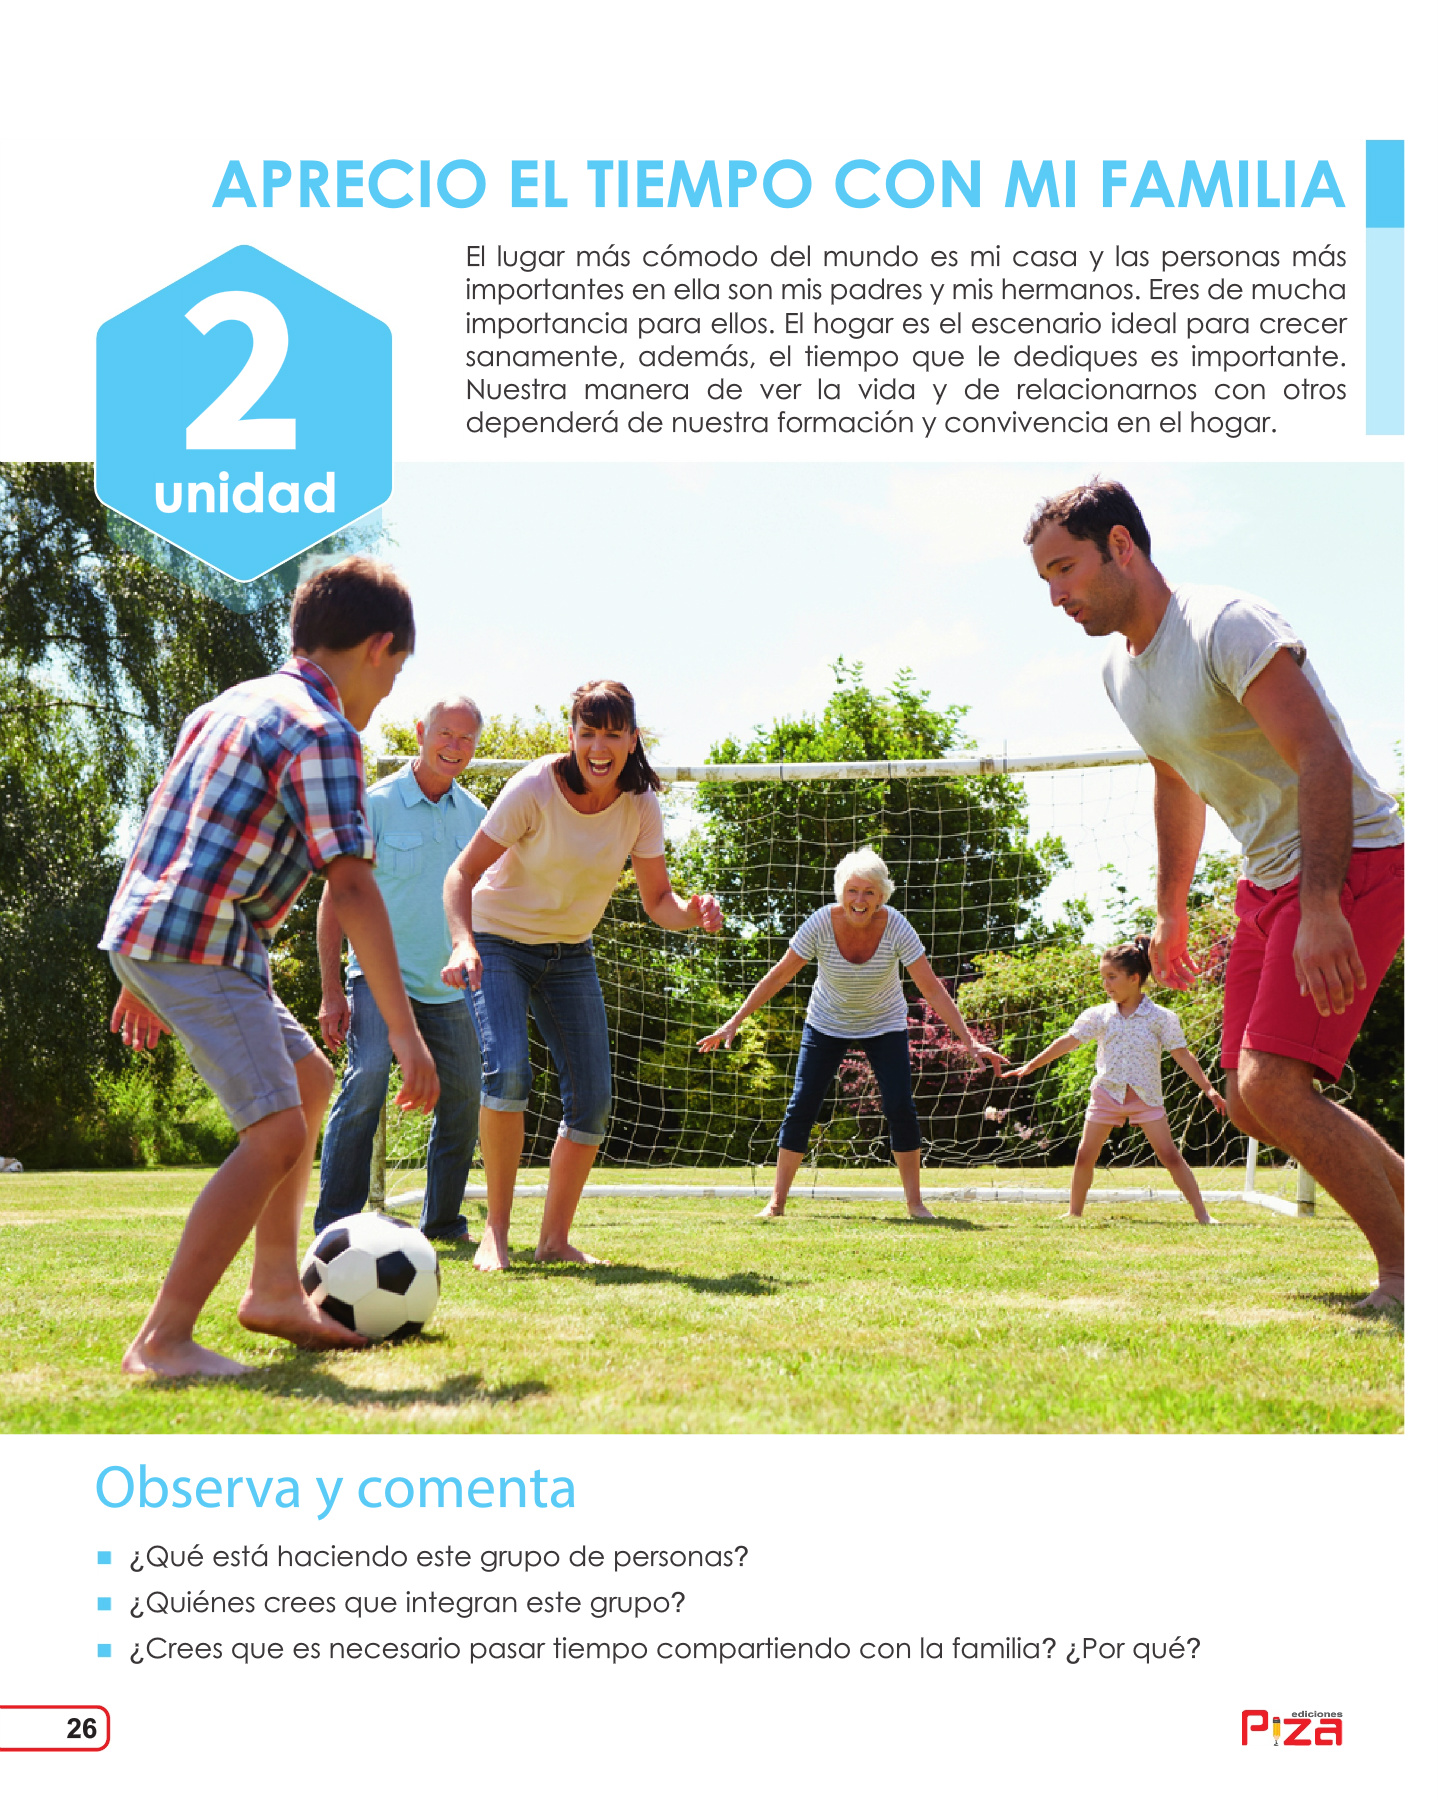 APRECIO EL TIEMPO CON MI FAMILIA
2
unidad
El lugar más cómodo del mundo es mi casa y las personas más
importantes en ella son mis padres y mis hermanos. Eres de mucha
importancia para ellos. El hogar es el escenario ideal para crecer
sanamente, además, el tiempo que le dediques es importante.
Nuestra manera de ver la vida y de relacionarnos con otros
dependerá de nuestra formación y convivencia en el hogar.
Observa y comenta
¿Qué está haciendo este grupo de personas?
¿Quiénes crees que integran este grupo?
¿Crees que es necesario pasar tiempo compartiendo con la familia? ¿Por qué?
26
ediciones
Piza